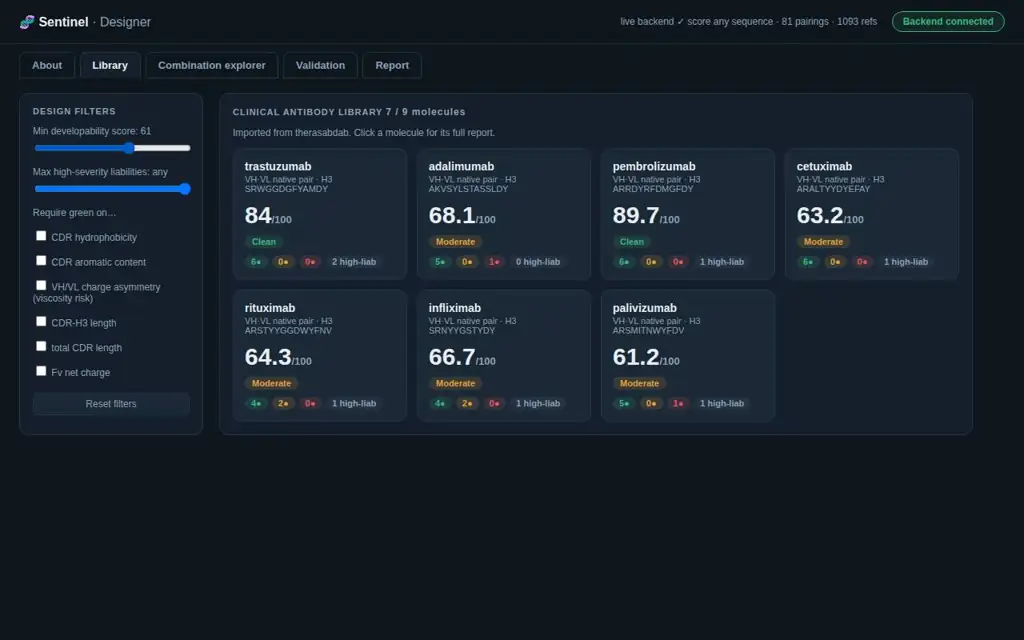 🧬 Sentinel · Designer
live backend ✓ score any sequence · 81 pairings · 1093 refs
Backend connected
About
Library
Combination explorer
Validation
Report
DESIGN FILTERS
Min developability score: 61
Max high-severity liabilities: any
Require green on…
CDR hydrophobicity
CDR aromatic content
VH/VL charge asymmetry
(viscosity risk)
CDR-H3 length
total CDR length
Fv net charge
Reset filters
CLINICAL ANTIBODY LIBRARY 7 / 9 molecules
Imported from therasabdab. Click a molecule for its full report.
trastuzumab
VH·VL native pair · H3
SRWGGDGFYAMDY
84/100
Clean
6● 0● 0● 2 high-liab
adalimumab
VH·VL native pair · H3
AKVSYLSTASSLDY
68.1/100
Moderate
5● 0● 1● 0 high-liab
pembrolizumab
VH·VL native pair · H3
ARRDYRFDMGFDY
89.7/100
Clean
6● 0● 0● 1 high-liab
cetuximab
VH·VL native pair · H3
ARALTYYDYEFAY
63.2/100
Moderate
6● 0● 0● 1 high-liab
rituximab
VH·VL native pair · H3
ARSTYYGGDWYFNV
64.3/100
Moderate
4● 2● 0● 1 high-liab
infliximab
VH·VL native pair · H3
SRNYYGSTYDY
66.7/100
Moderate
4● 2● 0● 1 high-liab
palivizumab
VH·VL native pair · H3
ARSMITNWYFDV
61.2/100
Moderate
5● 0● 1● 1 high-liab